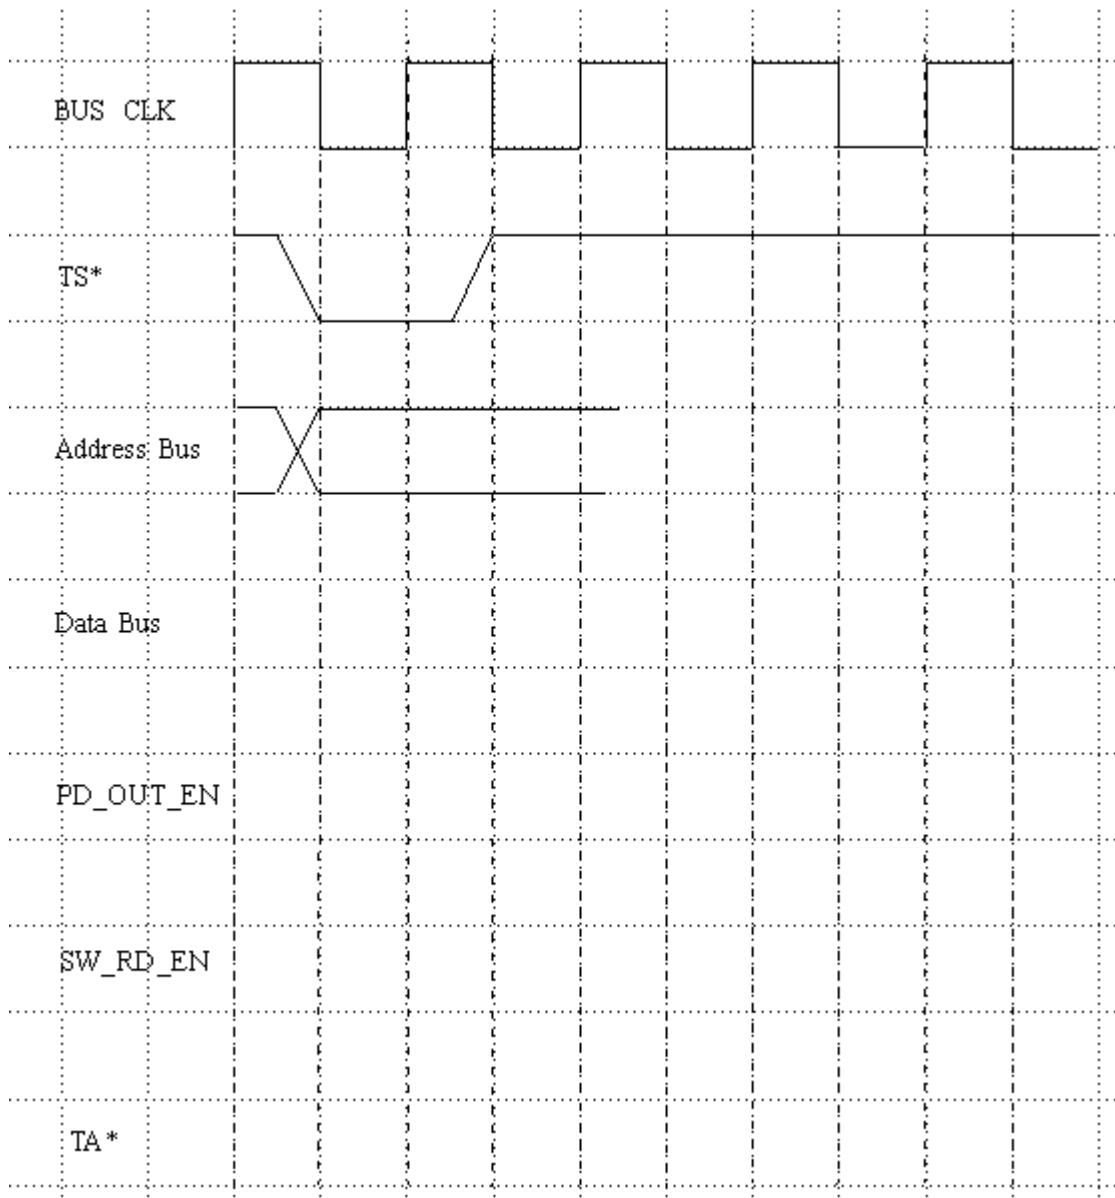 BUS CLK
TS*
Address Bus
Data Bus
PD_OUT_EN
SW_RD_EN
TA*